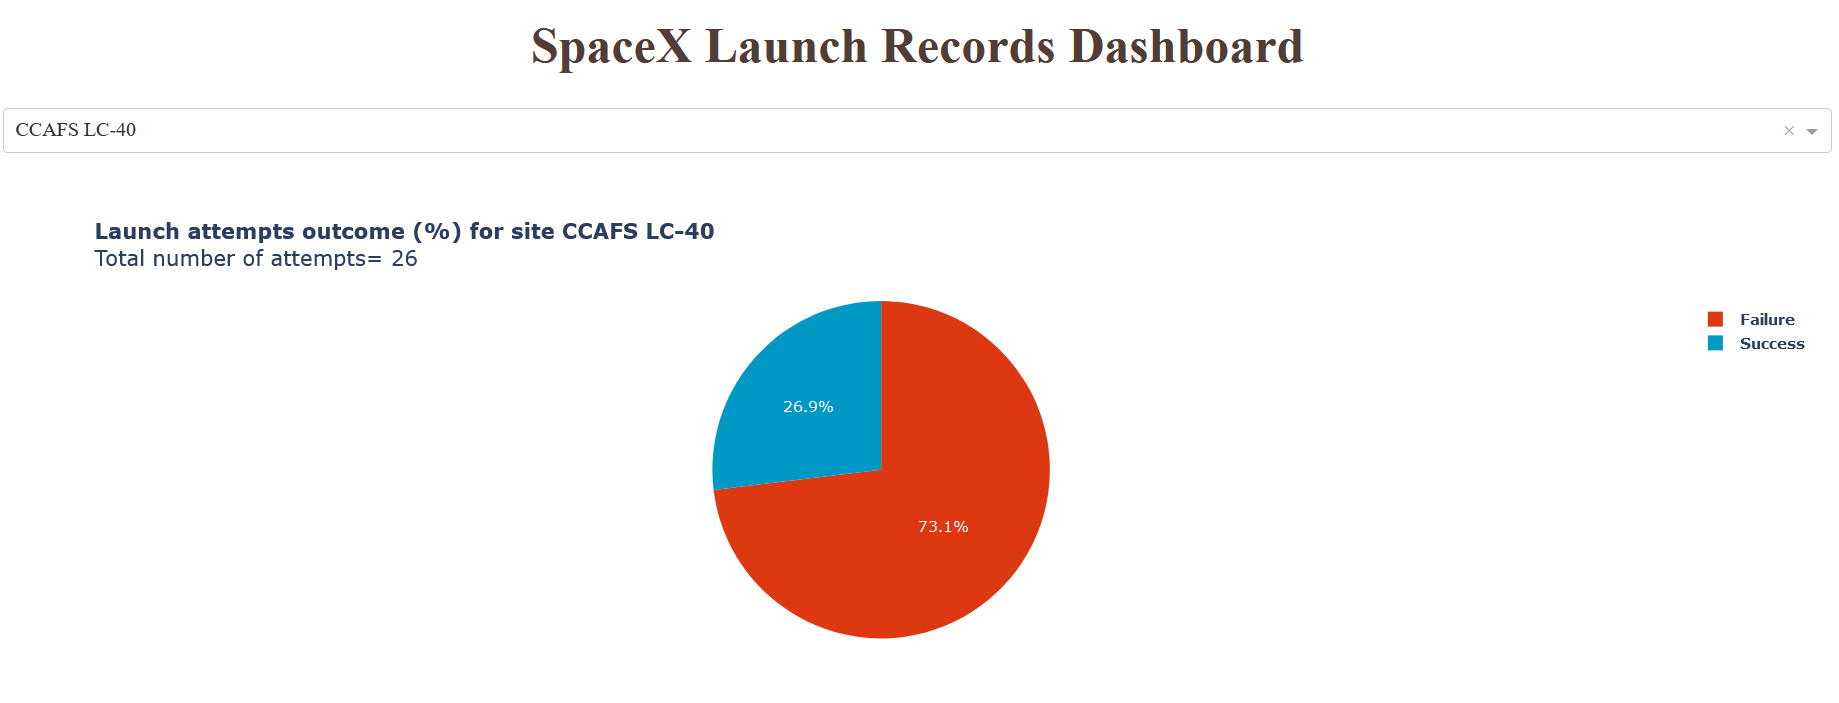 SpaceX Launch Records Dashboard
CCAFS LC-40 ×
Launch attempts outcome (%) for site CCAFS LC-40
Total number of attempts= 26
Failure
Success
26.9%
73.1%